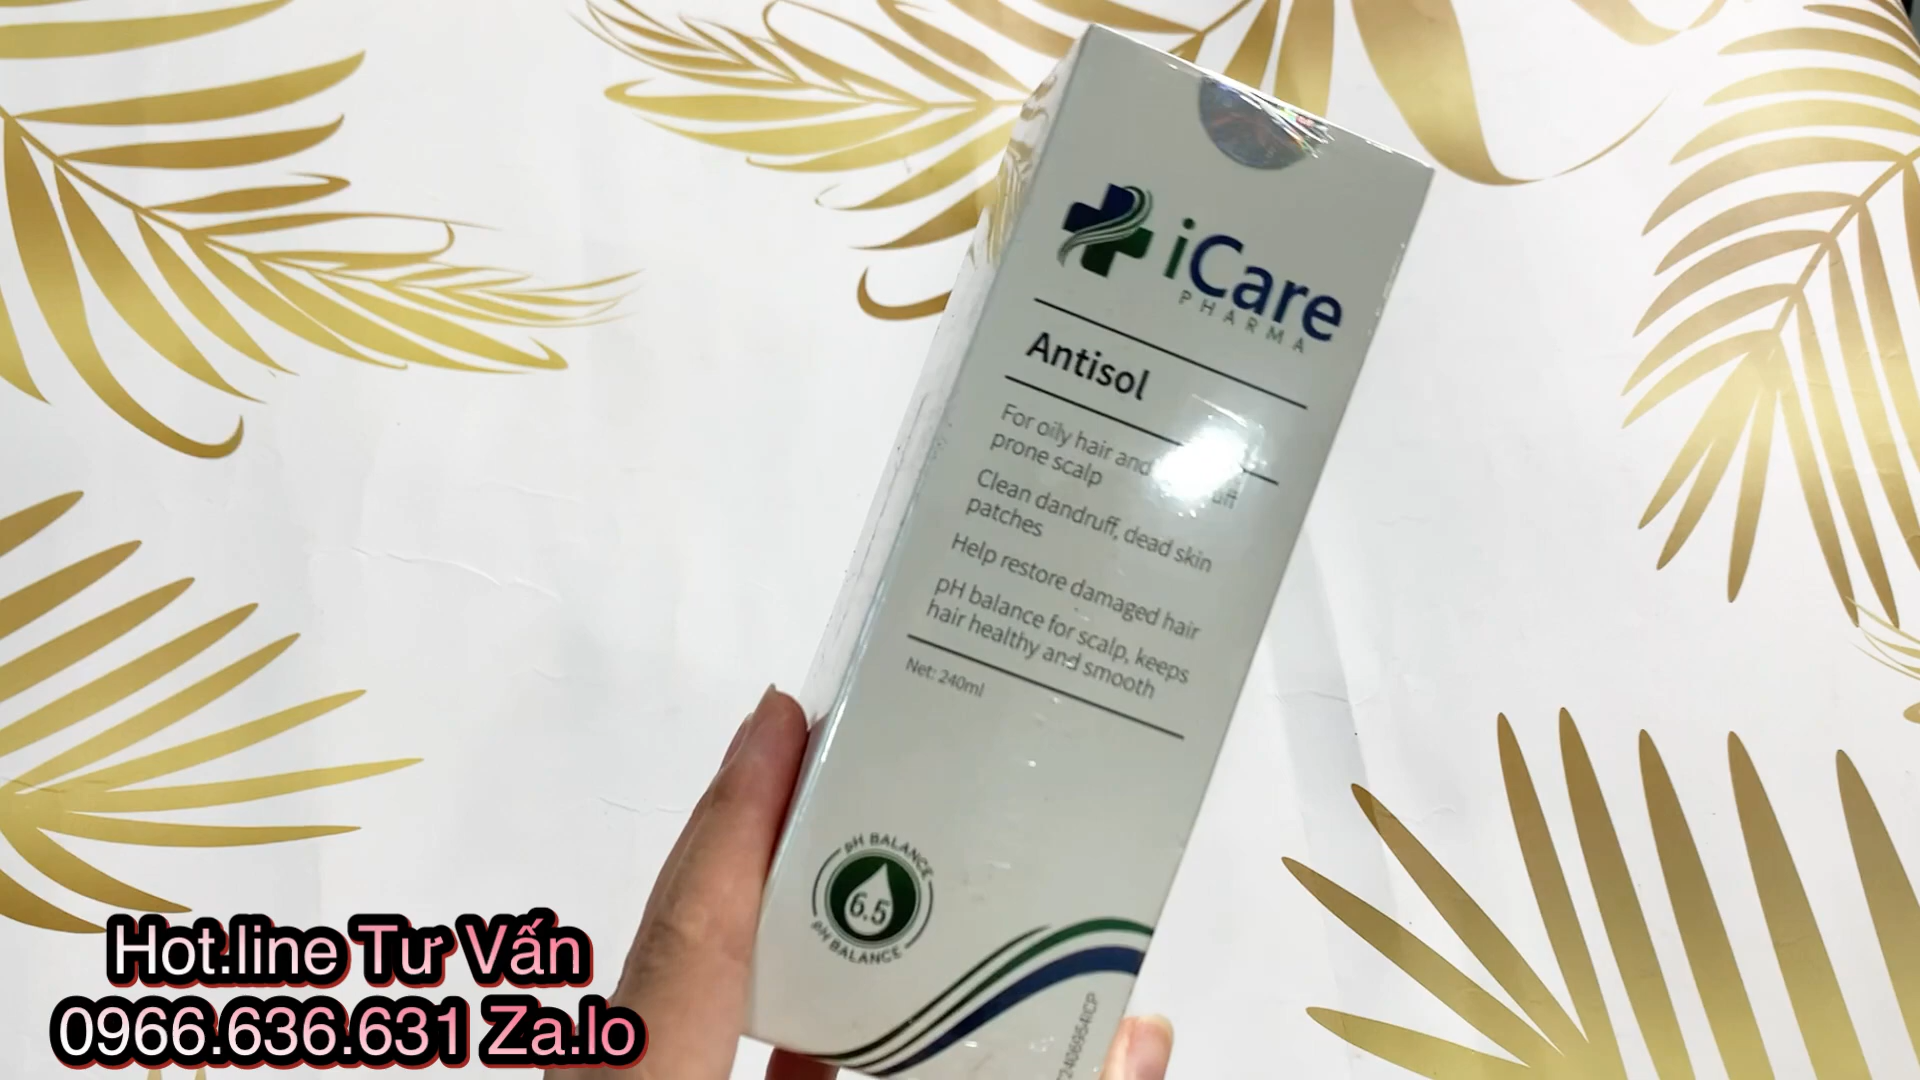 iCare
PHARMA
Antisol
For oily hair and
prone scalp
Clean dandruff, dead skin
patches
Help restore damaged hair
pH balance for scalp, keeps
hair healthy and smooth
Net: 240ml
pH BALANCE
6.5
pH BALANCE
Hot.line Tư Vấn
0966.636.631 Za.lo